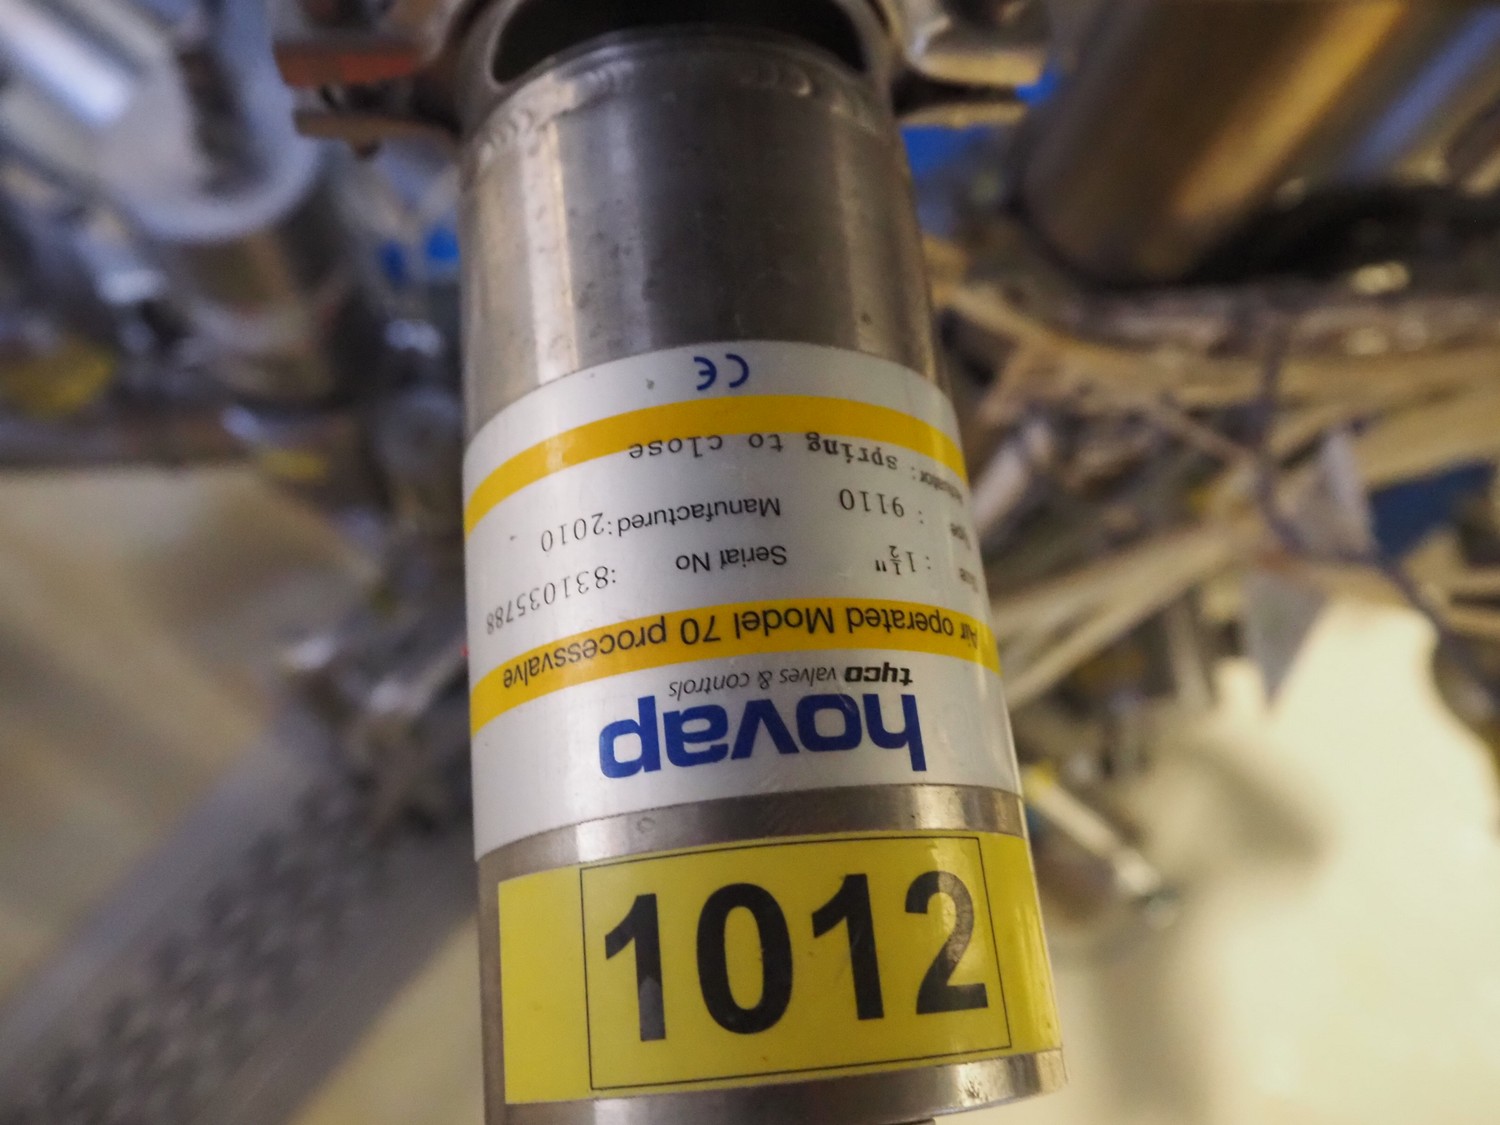 hovap
tyco valves & controls
Air operated Model 70 processvalve
: 1½" Serial No :831035788
: 9110 Manufactured:2010
: spring to close
CE
1012